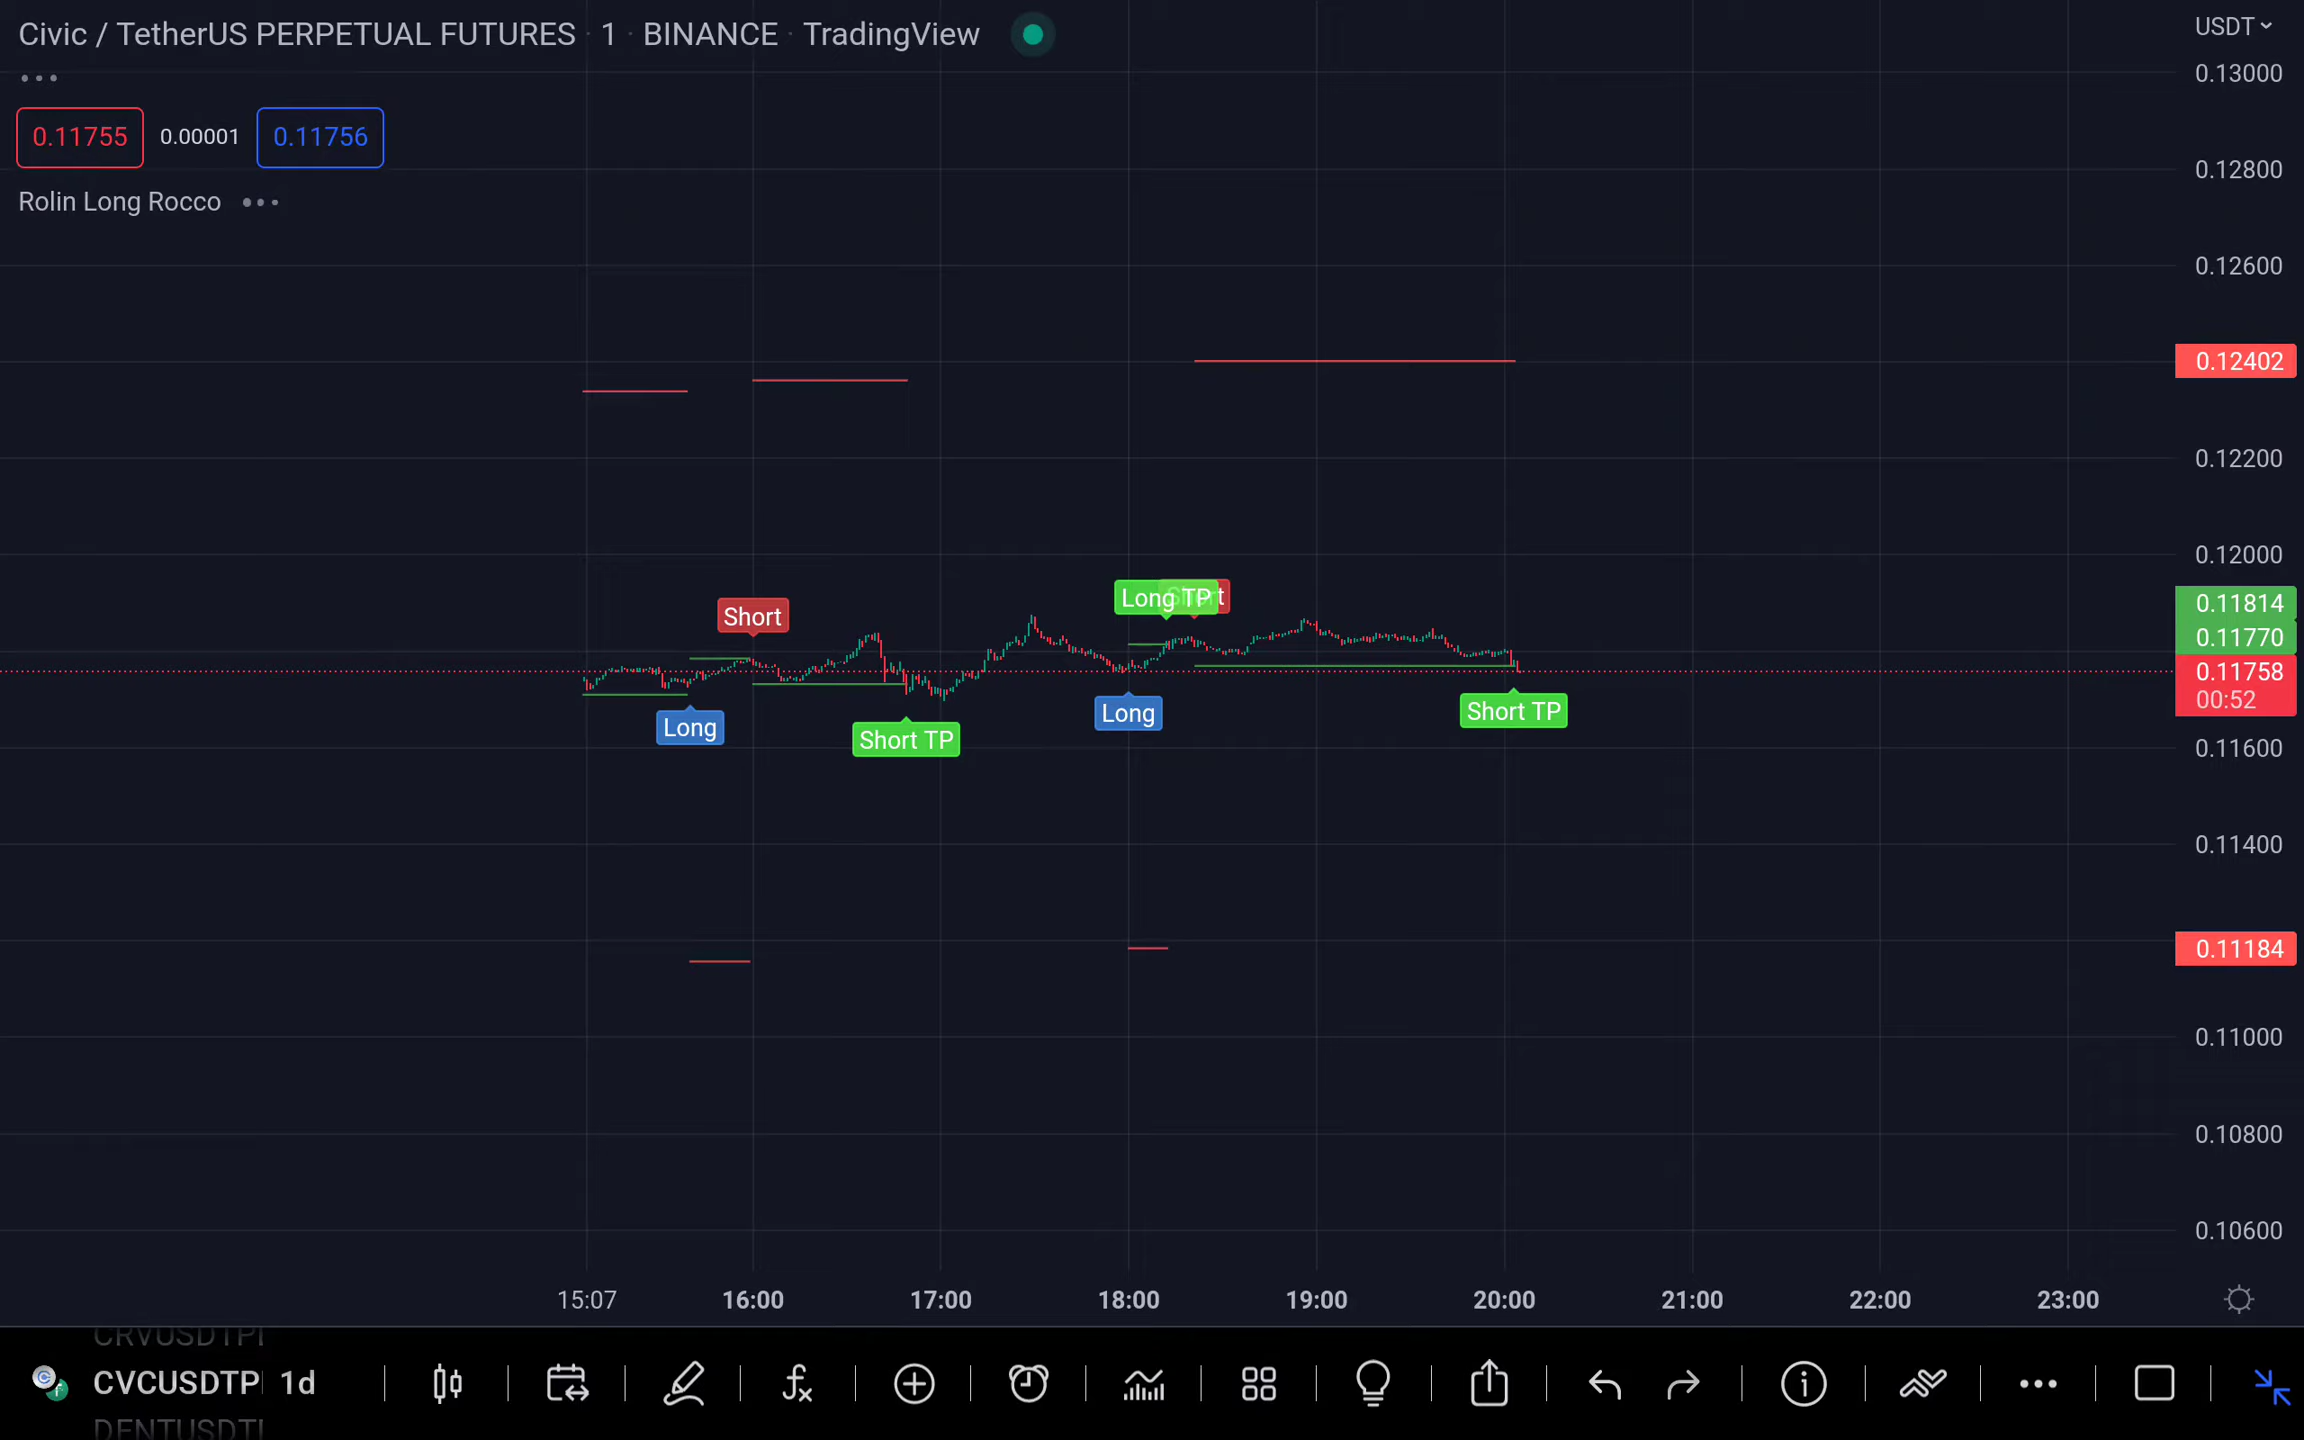 Civic / TetherUS PERPETUAL FUTURES · 1 · BINANCE · TradingView
USDT
0.13000
0.11755 0.00001 0.11756
0.12800
Rolin Long Rocco
0.12600
0.12402
0.12200
0.12000
Short
Long TP
0.11814
0.11770
0.11758
00:52
Long
Short TP
Long
Short TP
0.11600
0.11400
0.11184
0.11000
0.10800
0.10600
15:07 16:00 17:00 18:00 19:00 20:00 21:00 22:00 23:00
CVCUSDTP 1d